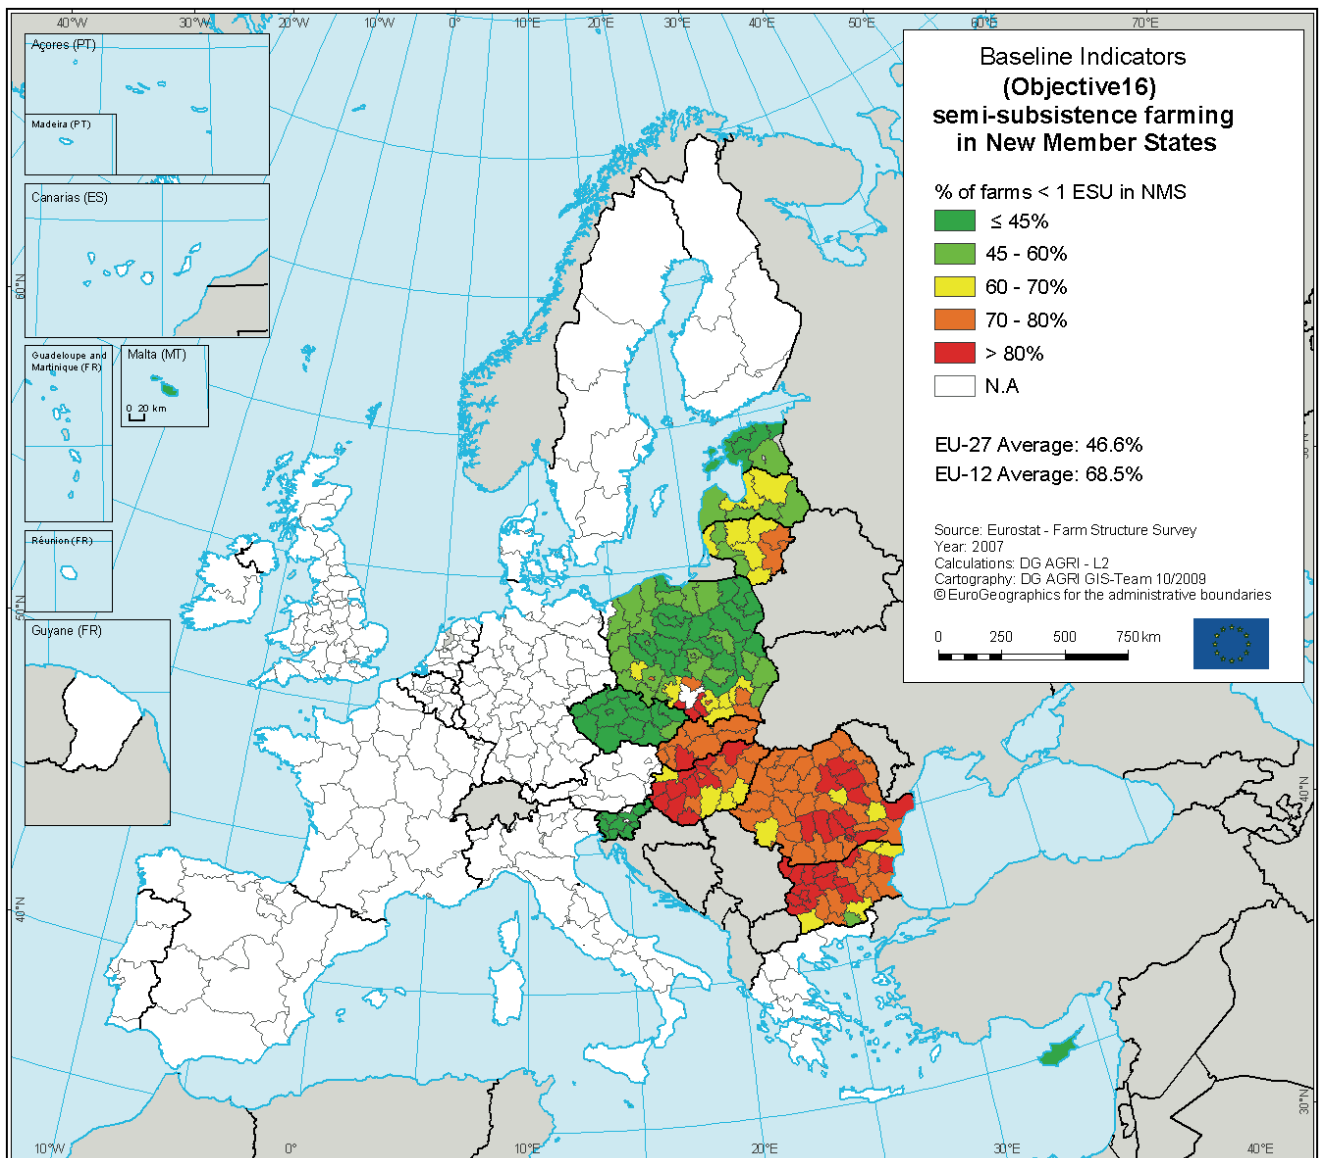 40°W
30°W
20°W
10°W
0°
10°E
20°E
30°E
40°E
50°E
60°E
70°E
Açores (PT)
Madeira (PT)
Canarias (ES)
Guadeloupe and
Martinique (FR)
Malta (MT)
0 20 km
Réunion (FR)
Guyane (FR)
Baseline Indicators
(Objective16)
semi-subsistence farming
in New Member States
% of farms < 1 ESU in NMS
≤ 45%
45 - 60%
60 - 70%
70 - 80%
> 80%
N.A
EU-27 Average: 46.6%
EU-12 Average: 68.5%
Source: Eurostat - Farm Structure Survey
Year: 2007
Calculations: DG AGRI - L2
Cartography: DG AGRI GIS-Team 10/2009
© EuroGeographics for the administrative boundaries
0 250 500 750 km
60°N
50°N
40°N
40°N
30°N
10°W
0°
10°E
20°E
30°E
40°E